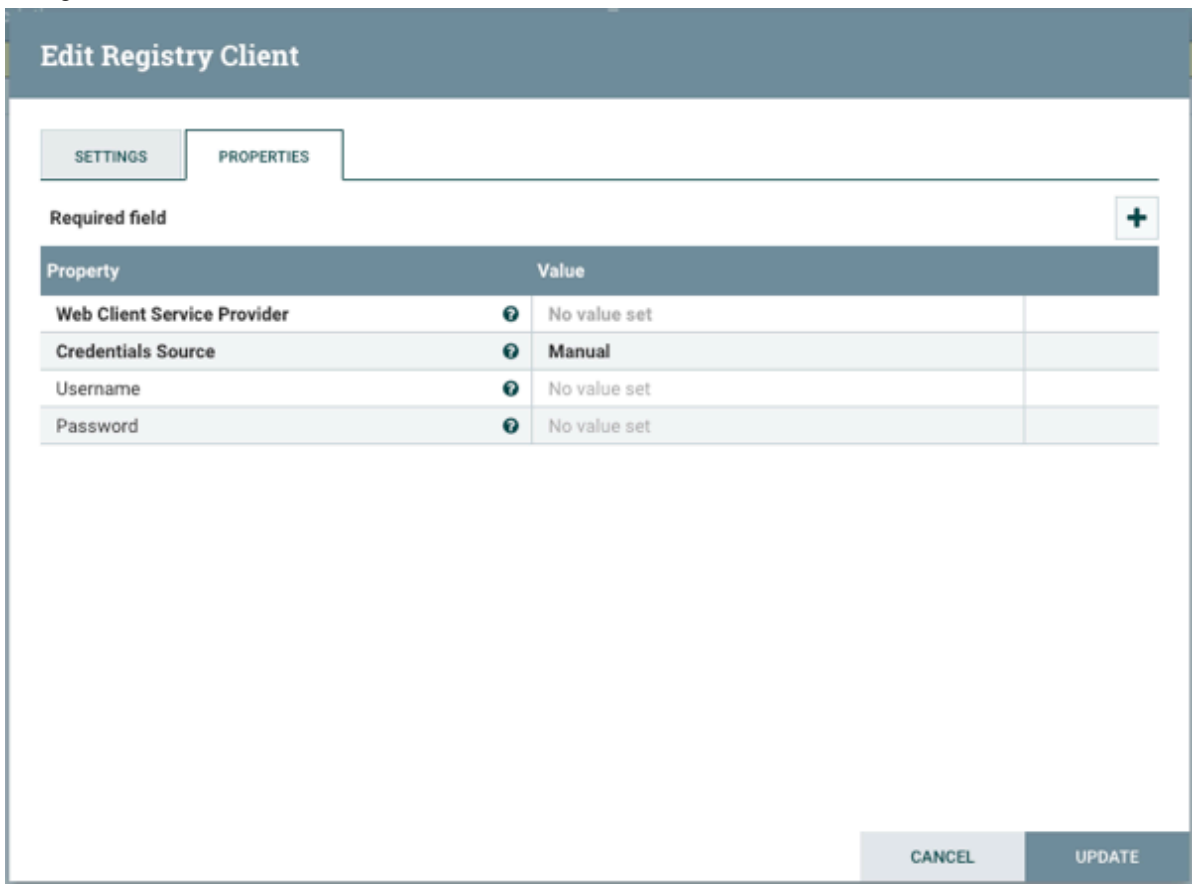 Edit Registry Client
SETTINGS PROPERTIES
Required field
Property Value
Web Client Service Provider No value set
Credentials Source Manual
Username No value set
Password No value set
CANCEL UPDATE